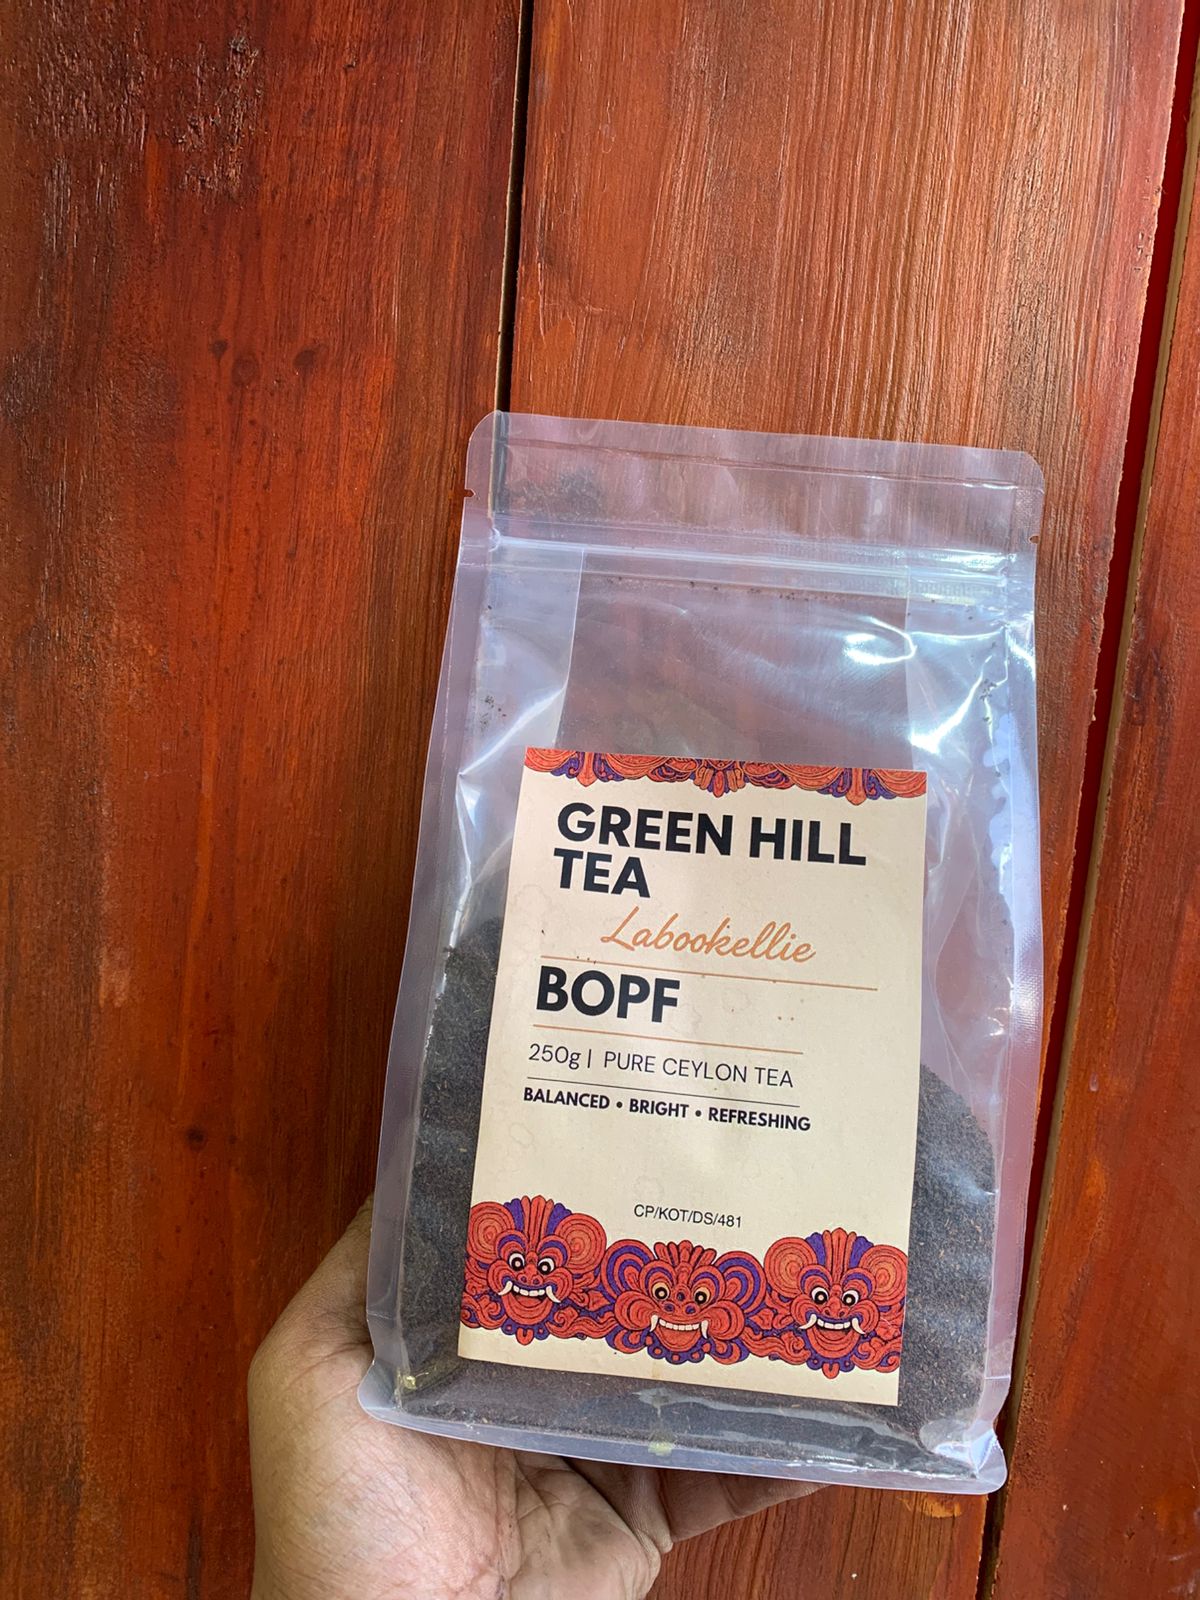 GREEN HILL
TEA
Labookellie
BOPF
250g | PURE CEYLON TEA
BALANCED • BRIGHT • REFRESHING
CP/KOT/DS/481